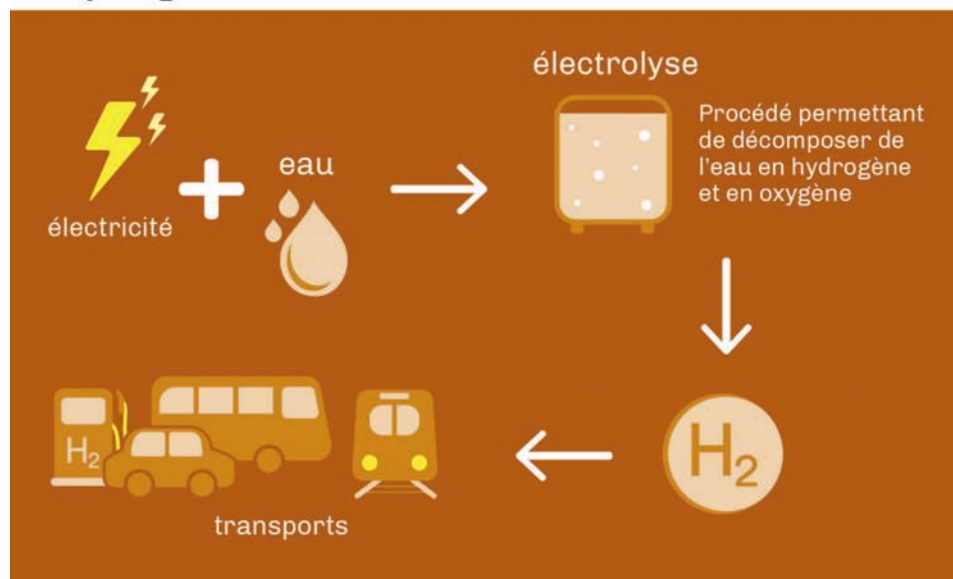 électricité
eau
électrolyse
Procédé permettant
de décomposer de
l'eau en hydrogène
et en oxygène
H₂
H₂
transports